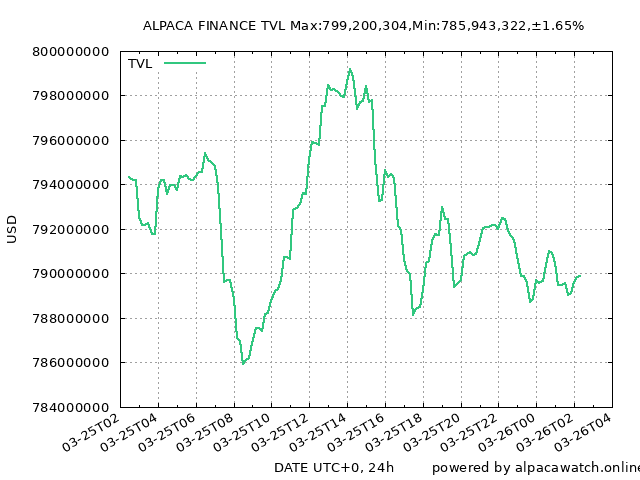 ALPACA FINANCE TVL Max:799,200,304,Min:785,943,322,±1.65%
TVL
800000000
798000000
796000000
794000000
792000000
790000000
788000000
786000000
784000000
USD
03-25T02
03-25T04
03-25T06
03-25T08
03-25T10
03-25T12
03-25T14
03-25T16
03-25T18
03-25T20
03-25T22
03-26T00
03-26T02
03-26T04
DATE UTC+0, 24h
powered by alpacawatch.online